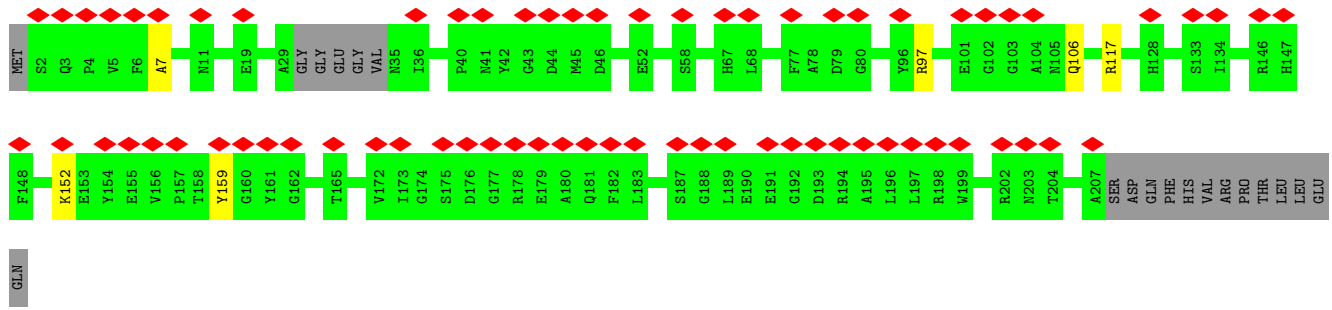 MET S2 Q3 P4 V5 F6 A7 N11 E19 A29 GLY GLY GLU GLY VAL N35 I36 P40 N41 Y42 G43 D44 M45 D46 E52 S58 H67 L68 F77 A78 D79 G80 Y96 R97 E101 G102 G103 A104 N105 Q106 R117 H128 S133 I134 R146 H147
F148 K152 E153 Y154 E155 V156 P157 T158 Y159 G160 Y161 G162 T165 V172 I173 G174 S175 D176 G177 R178 E179 A180 Q181 F182 L183 S187 G188 L189 E190 E191 G192 D193 R194 A195 L196 L197 R198 W199 R202 N203 T204 A207 SER ASP GLN PHE HIS VAL ARG PRO THR LEU LEU GLU
GLN